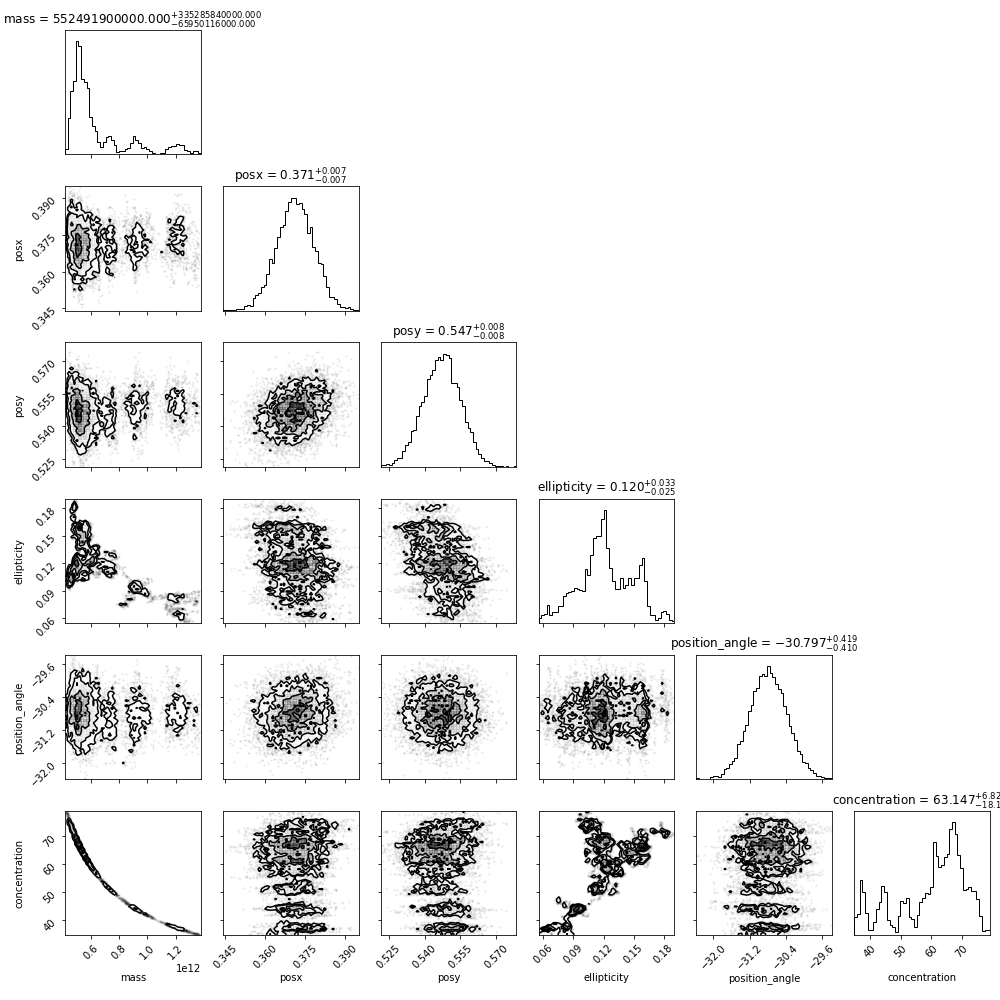 mass = 552491900000.000+335285840000.000−65950116000.000
posx = 0.371+0.007−0.007
0.390
0.375
0.360
0.345
posx
posy = 0.547+0.008−0.008
0.570
0.555
0.540
0.525
posy
ellipticity = 0.120+0.033−0.025
0.18
0.15
0.12
0.09
0.06
ellipticity
position_angle = −30.797+0.419−0.410
−29.6
−30.4
−31.2
−32.0
position_angle
concentration = 63.147+6.82−18.1
70
60
50
40
concentration
0.6 0.8 1.0 1.2
1e12
mass
0.345 0.360 0.375 0.390
posx
0.525 0.540 0.555 0.570
posy
0.06 0.09 0.12 0.15 0.18
ellipticity
−32.0 −31.2 −30.4 −29.6
position_angle
40 50 60 70
concentration